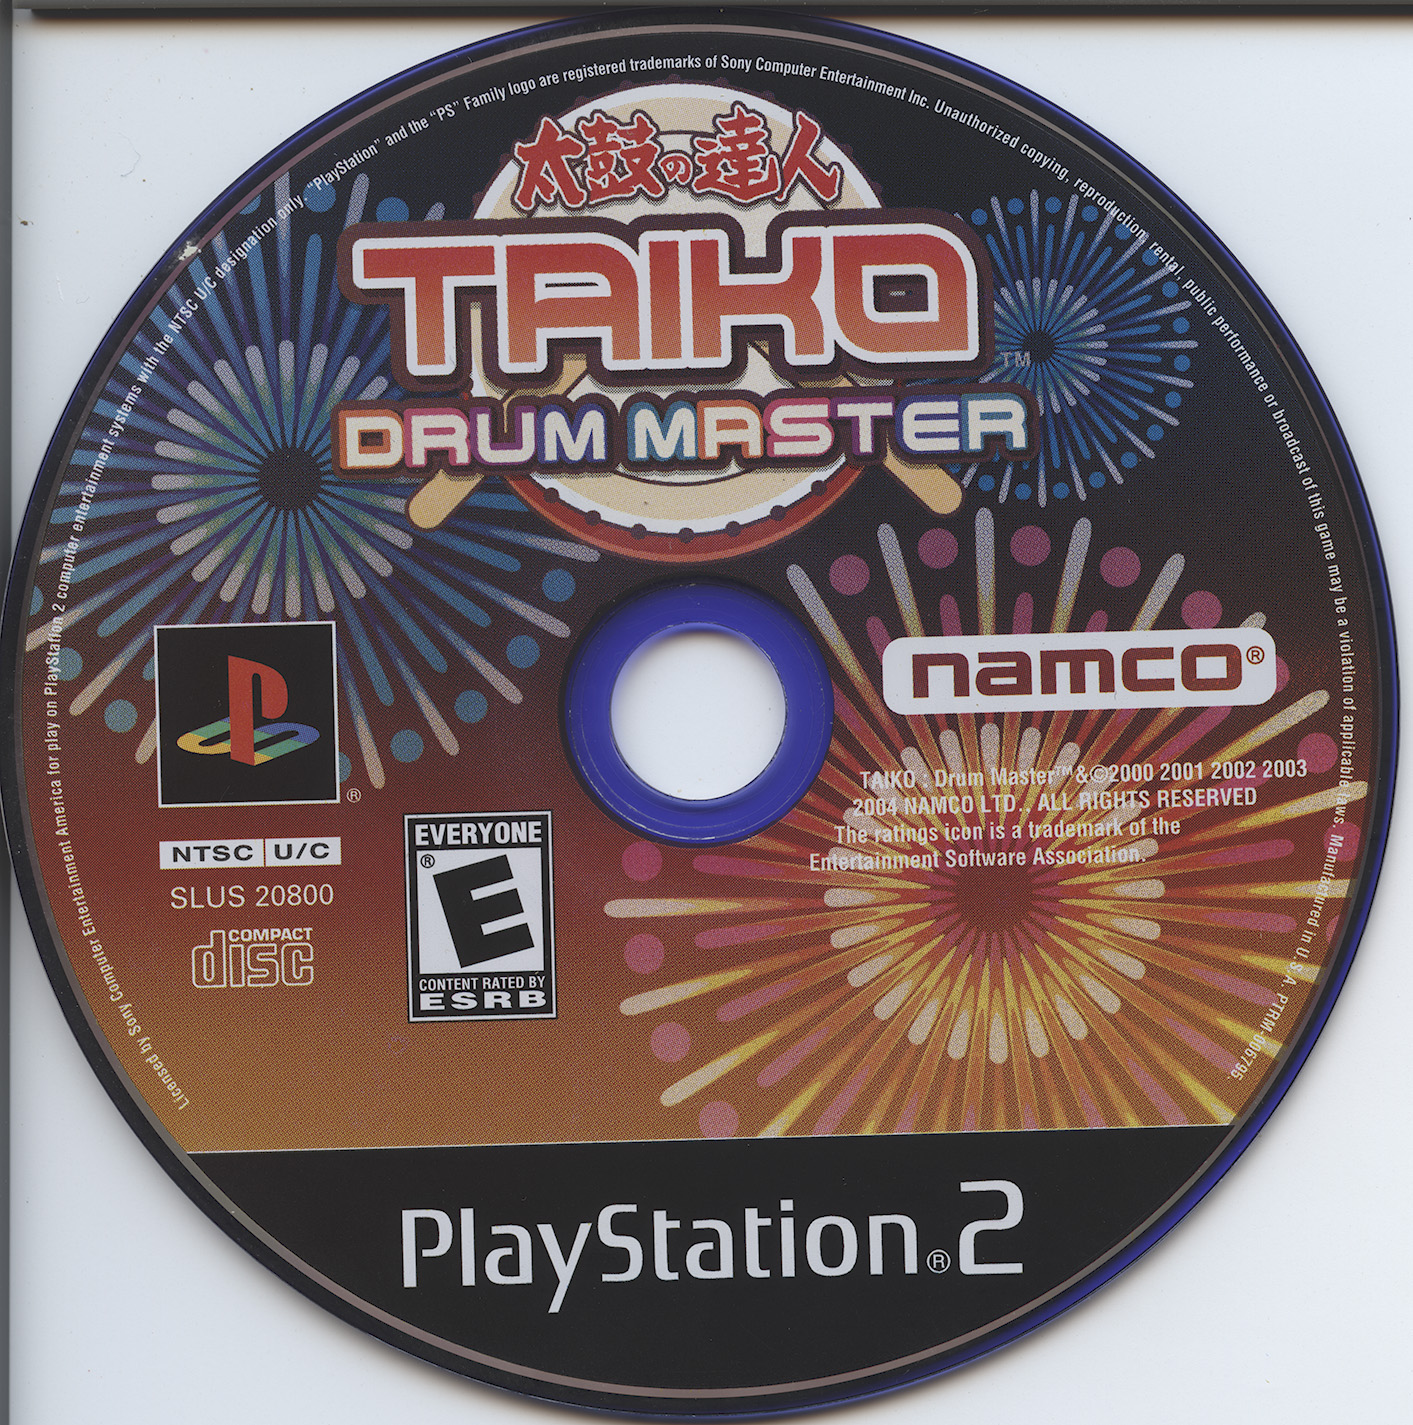 Licensed by Sony Computer Entertainment America for play on PlayStation 2 computer entertainment systems with the NTSC U/C designation only. "PlayStation" and the "PS" Family logo are registered trademarks of Sony Computer Entertainment Inc. Unauthorized copying, reproduction, rental, public performance or broadcast of this game may be a violation of applicable laws. Manufactured in U.S.A. PTRM-006795.
太鼓の達人
TAIKO
TM
DRUM MASTER
namco®
®
TAIKO . Drum Master™&©2000 2001 2002 2003
2004 NAMCO LTD., ALL RIGHTS RESERVED
The ratings icon is a trademark of the
Entertainment Software Association.
NTSC U/C
SLUS 20800
COMPACT
disc
EVERYONE
® E
CONTENT RATED BY
ESRB
PlayStation®2